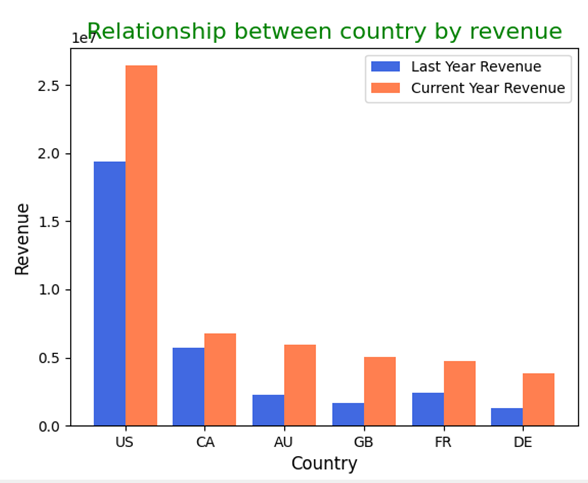 Relationship between country by revenue
1e7
Last Year Revenue
Current Year Revenue
2.5
2.0
1.5
1.0
0.5
0.0
Revenue
US CA AU GB FR DE
Country